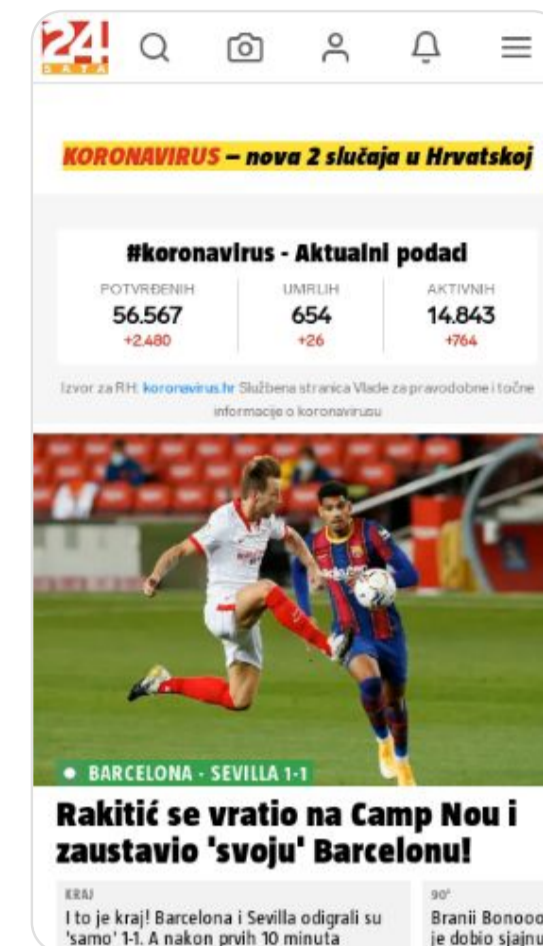 24
SATA
KORONAVIRUS – nova 2 slučaja u Hrvatskoj
#koronavirus - Aktualni podaci
POTVRĐENIH
56.567
+2.480
UMRLIH
654
+26
AKTIVNIH
14.843
+764
Izvor za RH: koronavirus.hr Službena stranica Vlade za pravodobne i točne
informacije o koronavirusu
BARCELONA - SEVILLA 1-1
Rakitić se vratio na Camp Nou i
zaustavio 'svoju' Barcelonu!
KRAJ
I to je kraj! Barcelona i Sevilla odigrali su
'samo' 1-1. A nakon prvih 10 minuta
90'
Branii Bonooo
je dobio sjajnu